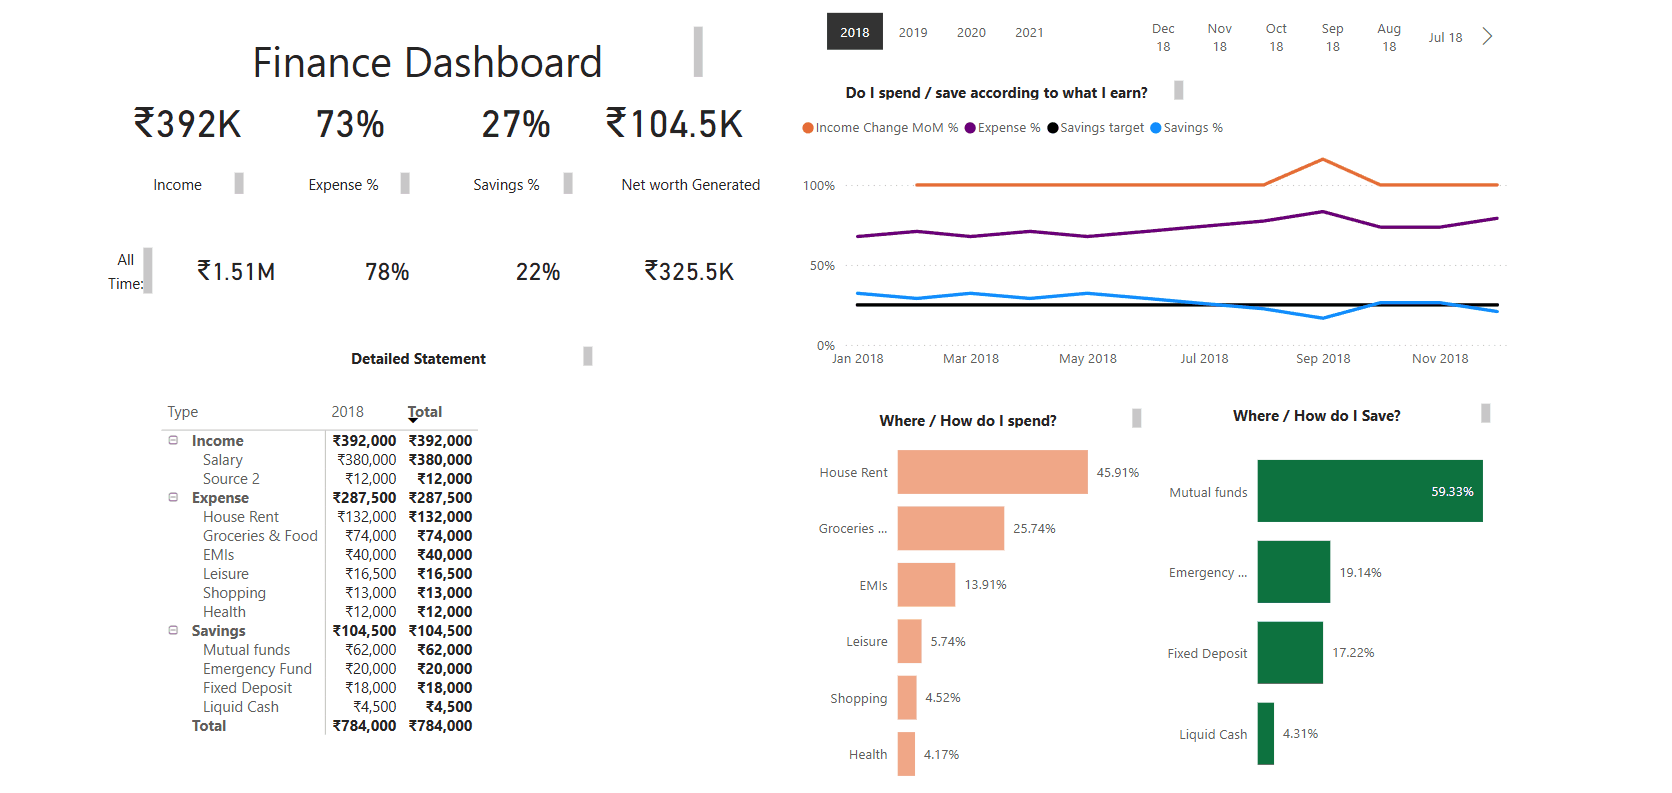 Finance Dashboard
₹392K 73% 27% ₹104.5K
Income Expense % Savings % Net worth Generated
All
Time:
₹1.51M 78% 22% ₹325.5K
Detailed Statement
Type 2018 Total
Income ₹392,000 ₹392,000
Salary ₹380,000 ₹380,000
Source 2 ₹12,000 ₹12,000
Expense ₹287,500 ₹287,500
House Rent ₹132,000 ₹132,000
Groceries & Food ₹74,000 ₹74,000
EMIs ₹40,000 ₹40,000
Leisure ₹16,500 ₹16,500
Shopping ₹13,000 ₹13,000
Health ₹12,000 ₹12,000
Savings ₹104,500 ₹104,500
Mutual funds ₹62,000 ₹62,000
Emergency Fund ₹20,000 ₹20,000
Fixed Deposit ₹18,000 ₹18,000
Liquid Cash ₹4,500 ₹4,500
Total ₹784,000 ₹784,000
2018 2019 2020 2021
Dec Nov Oct Sep Aug Jul 18
18 18 18 18 18
Do I spend / save according to what I earn?
Income Change MoM % Expense % Savings target Savings %
100%
50%
0%
Jan 2018 Mar 2018 May 2018 Jul 2018 Sep 2018 Nov 2018
Where / How do I spend?
House Rent 45.91%
Groceries ... 25.74%
EMIs 13.91%
Leisure 5.74%
Shopping 4.52%
Health 4.17%
Where / How do I Save?
Mutual funds 59.33%
Emergency ... 19.14%
Fixed Deposit 17.22%
Liquid Cash 4.31%